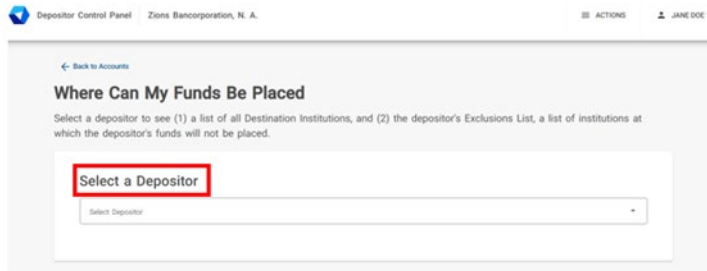 Depositor Control Panel Zions Bancorporation, N. A. ACTIONS JANE DOE
Back to Accounts
Where Can My Funds Be Placed
Select a depositor to see (1) a list of all Destination Institutions, and (2) the depositor's Exclusions List, a list of institutions at
which the depositor's funds will not be placed.
Select a Depositor
Select Depositor